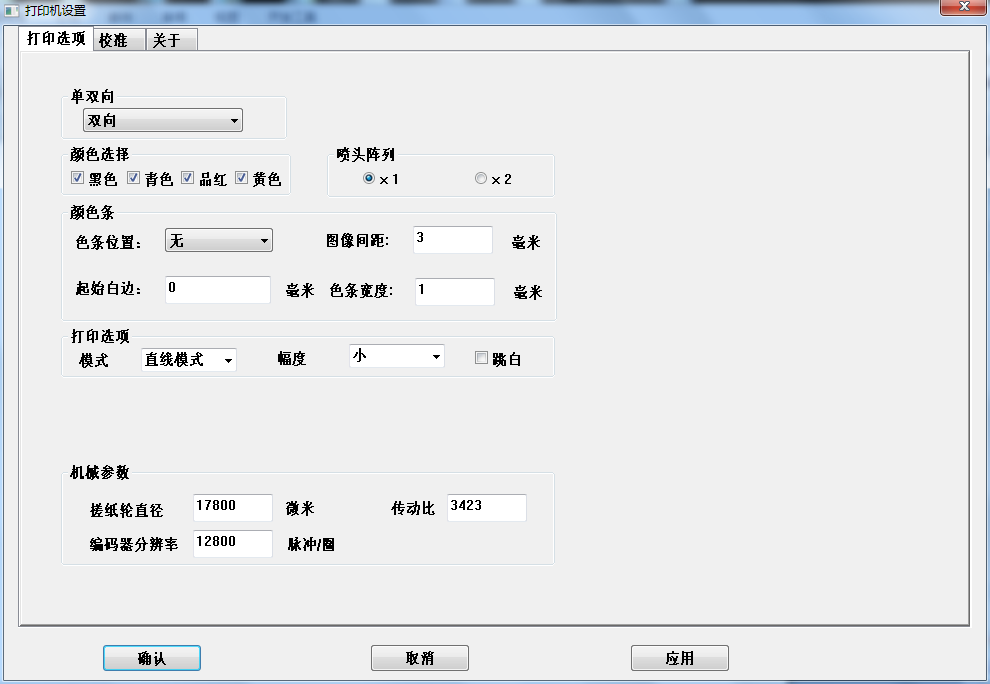 打印机设置
打印选项 校准 关于
单双向
双向
颜色选择 喷头阵列
黑色 青色 品红 黄色 x 1 x 2
颜色条
色条位置： 无 图像间距: 3 毫米
起始白边： 0 毫米 色条宽度: 1 毫米
打印选项
模式 直线模式 幅度 小 跳白
机械参数
搓纸轮直径 17800 微米 传动比 3423
编码器分辨率 12800 脉冲/圈
确认 取消 应用